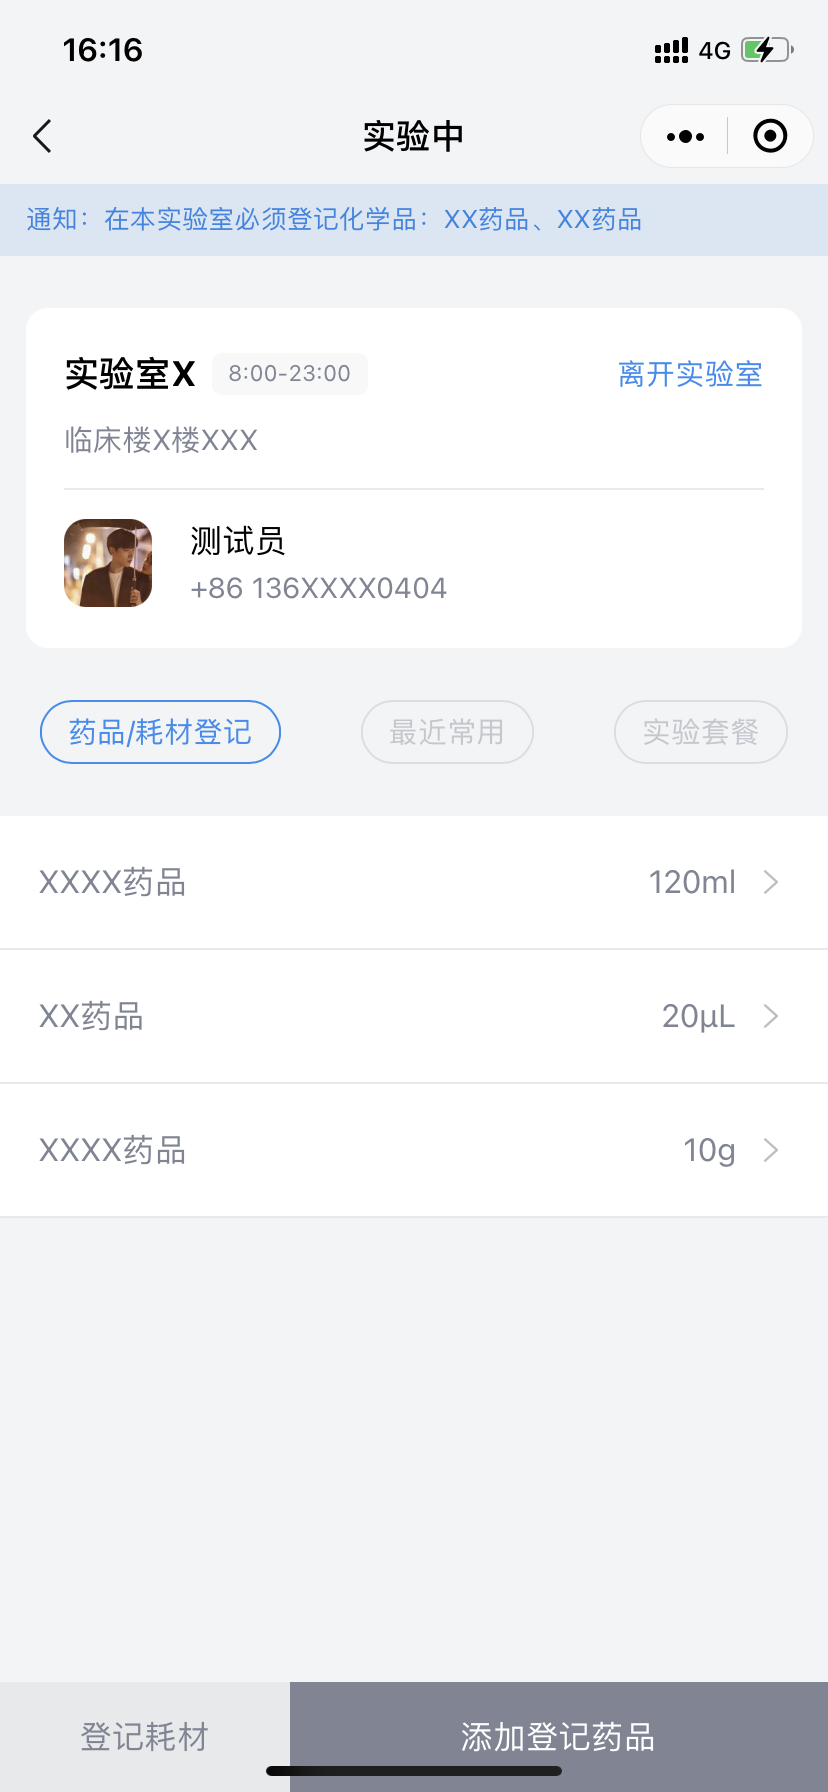 16:16
4G
实验中
通知：在本实验室必须登记化学品：XX药品、XX药品
实验室X 8:00-23:00 离开实验室
临床楼X楼XXX
测试员
+86 136XXXX0404
药品/耗材登记 最近常用 实验套餐
XXXX药品 120ml
XX药品 20μL
XXXX药品 10g
登记耗材 添加登记药品